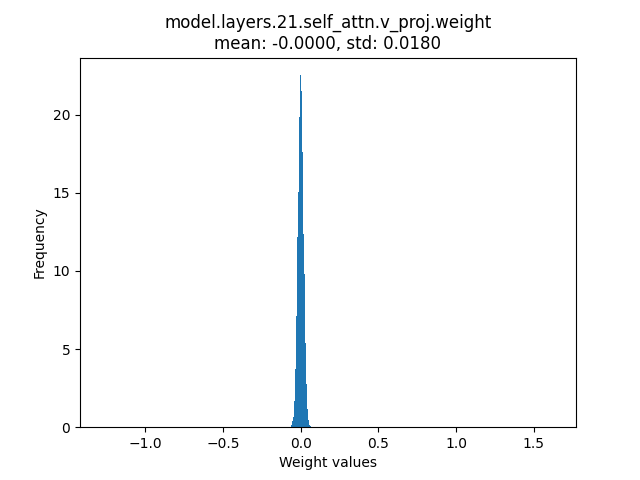 model.layers.21.self_attn.v_proj.weight
mean: -0.0000, std: 0.0180
Frequency
20
15
10
5
0
−1.0
−0.5
0.0
0.5
1.0
1.5
Weight values